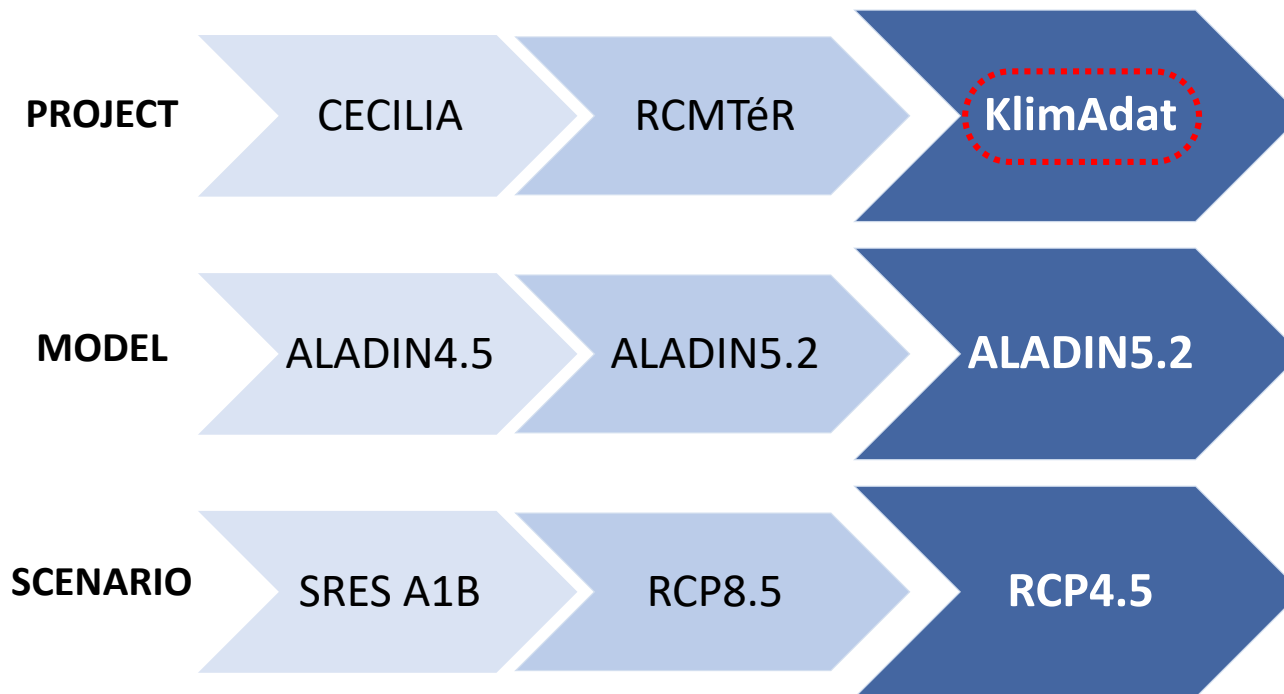 PROJECT
CECILIA
RCMTéR
KlimAdat
MODEL
ALADIN4.5
ALADIN5.2
ALADIN5.2
SCENARIO
SRES A1B
RCP8.5
RCP4.5